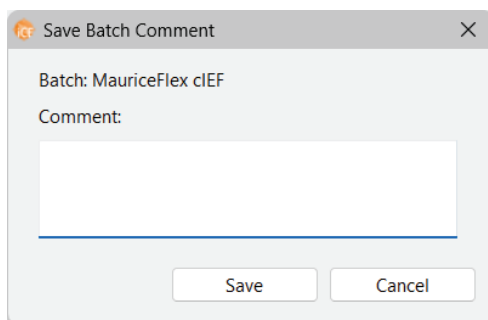 Save Batch Comment
Batch: MauriceFlex cIEF
Comment:
Save Cancel